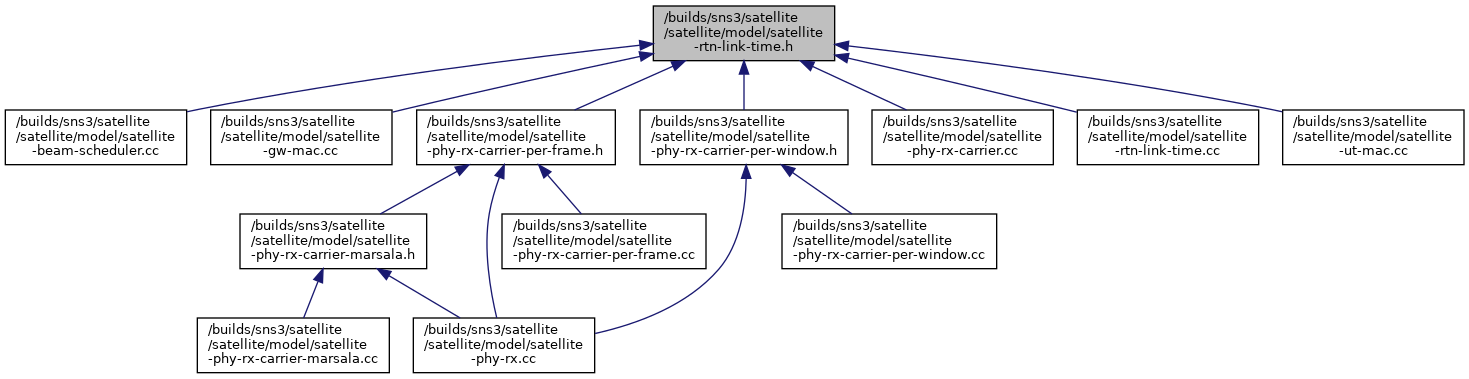 /builds/sns3/satellite
/satellite/model/satellite
-rtn-link-time.h
/builds/sns3/satellite
/satellite/model/satellite
-beam-scheduler.cc
/builds/sns3/satellite
/satellite/model/satellite
-gw-mac.cc
/builds/sns3/satellite
/satellite/model/satellite
-phy-rx-carrier-per-frame.h
/builds/sns3/satellite
/satellite/model/satellite
-phy-rx-carrier-per-window.h
/builds/sns3/satellite
/satellite/model/satellite
-phy-rx-carrier.cc
/builds/sns3/satellite
/satellite/model/satellite
-rtn-link-time.cc
/builds/sns3/satellite
/satellite/model/satellite
-ut-mac.cc
/builds/sns3/satellite
/satellite/model/satellite
-phy-rx-carrier-marsala.h
/builds/sns3/satellite
/satellite/model/satellite
-phy-rx-carrier-per-frame.cc
/builds/sns3/satellite
/satellite/model/satellite
-phy-rx-carrier-per-window.cc
/builds/sns3/satellite
/satellite/model/satellite
-phy-rx-carrier-marsala.cc
/builds/sns3/satellite
/satellite/model/satellite
-phy-rx.cc